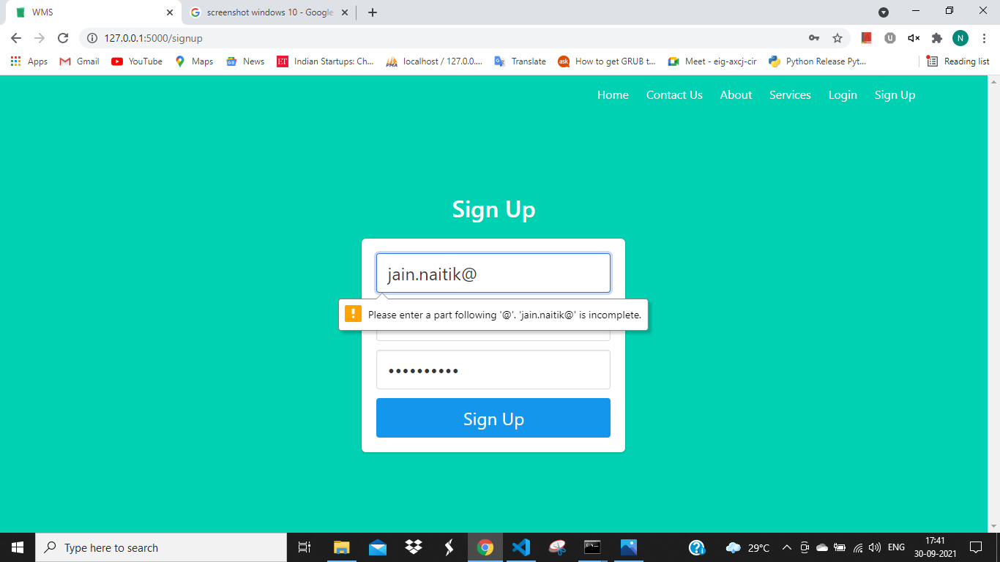 WMS
screenshot windows 10 - Google
127.0.0.1:5000/signup
N
Apps
Gmail
YouTube
Maps
News
ET
Indian Startups: Ch...
PMA
localhost / 127.0.0....
Translate
ask
How to get GRUB t...
Meet - eig-axcj-cir
Python Release Pyt...
Reading list
Home
Contact Us
About
Services
Login
Sign Up
Sign Up
jain.naitik@
Please enter a part following '@'. 'jain.naitik@' is incomplete.
Sign Up
Type here to search
29°C
ENG
17:41
30-09-2021